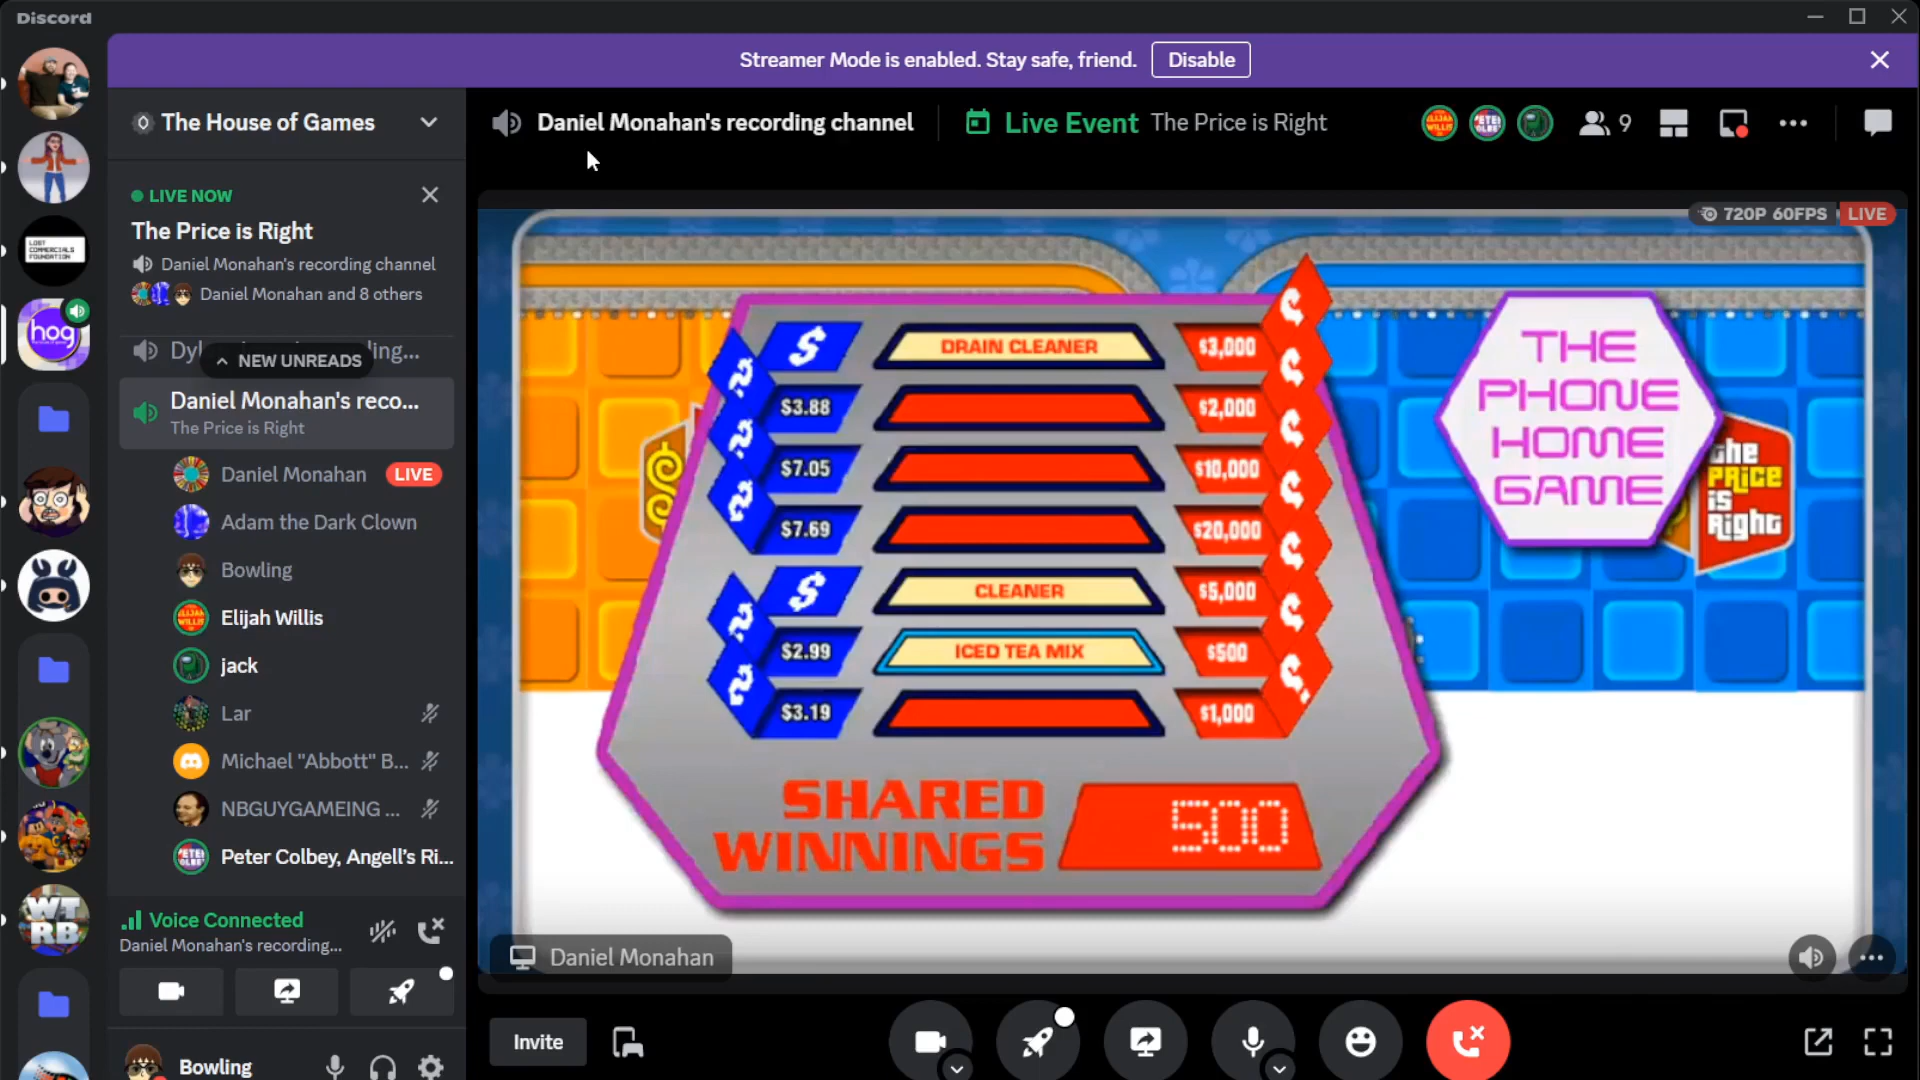 Discord
Streamer Mode is enabled. Stay safe, friend.
Disable
The House of Games
Daniel Monahan's recording channel
Live Event
The Price is Right
9
LIVE NOW
The Price is Right
Daniel Monahan's recording channel
Daniel Monahan and 8 others
NEW UNREADS
Daniel Monahan's reco...
The Price is Right
Daniel Monahan
LIVE
Adam the Dark Clown
Bowling
Elijah Willis
jack
Lar
Michael "Abbott" B...
NBGUYGAMEING ...
Peter Colbey, Angell's Ri...
Voice Connected
Daniel Monahan's recording...
Bowling
LOST
COMMERCIALS
FOUNDATION
hog
WT
RB
720P 60FPS
LIVE
$ DRAIN CLEANER $3,000
$3.88 $2,000
$7.05 $10,000
$7.69 $20,000
$ CLEANER $5,000
$2.99 ICED TEA MIX $500
$3.19 $1,000
SHARED
WINNINGS
500
THE
PHONE
HOME
GAME
the
PRiCE
iS
Right
Daniel Monahan
Invite